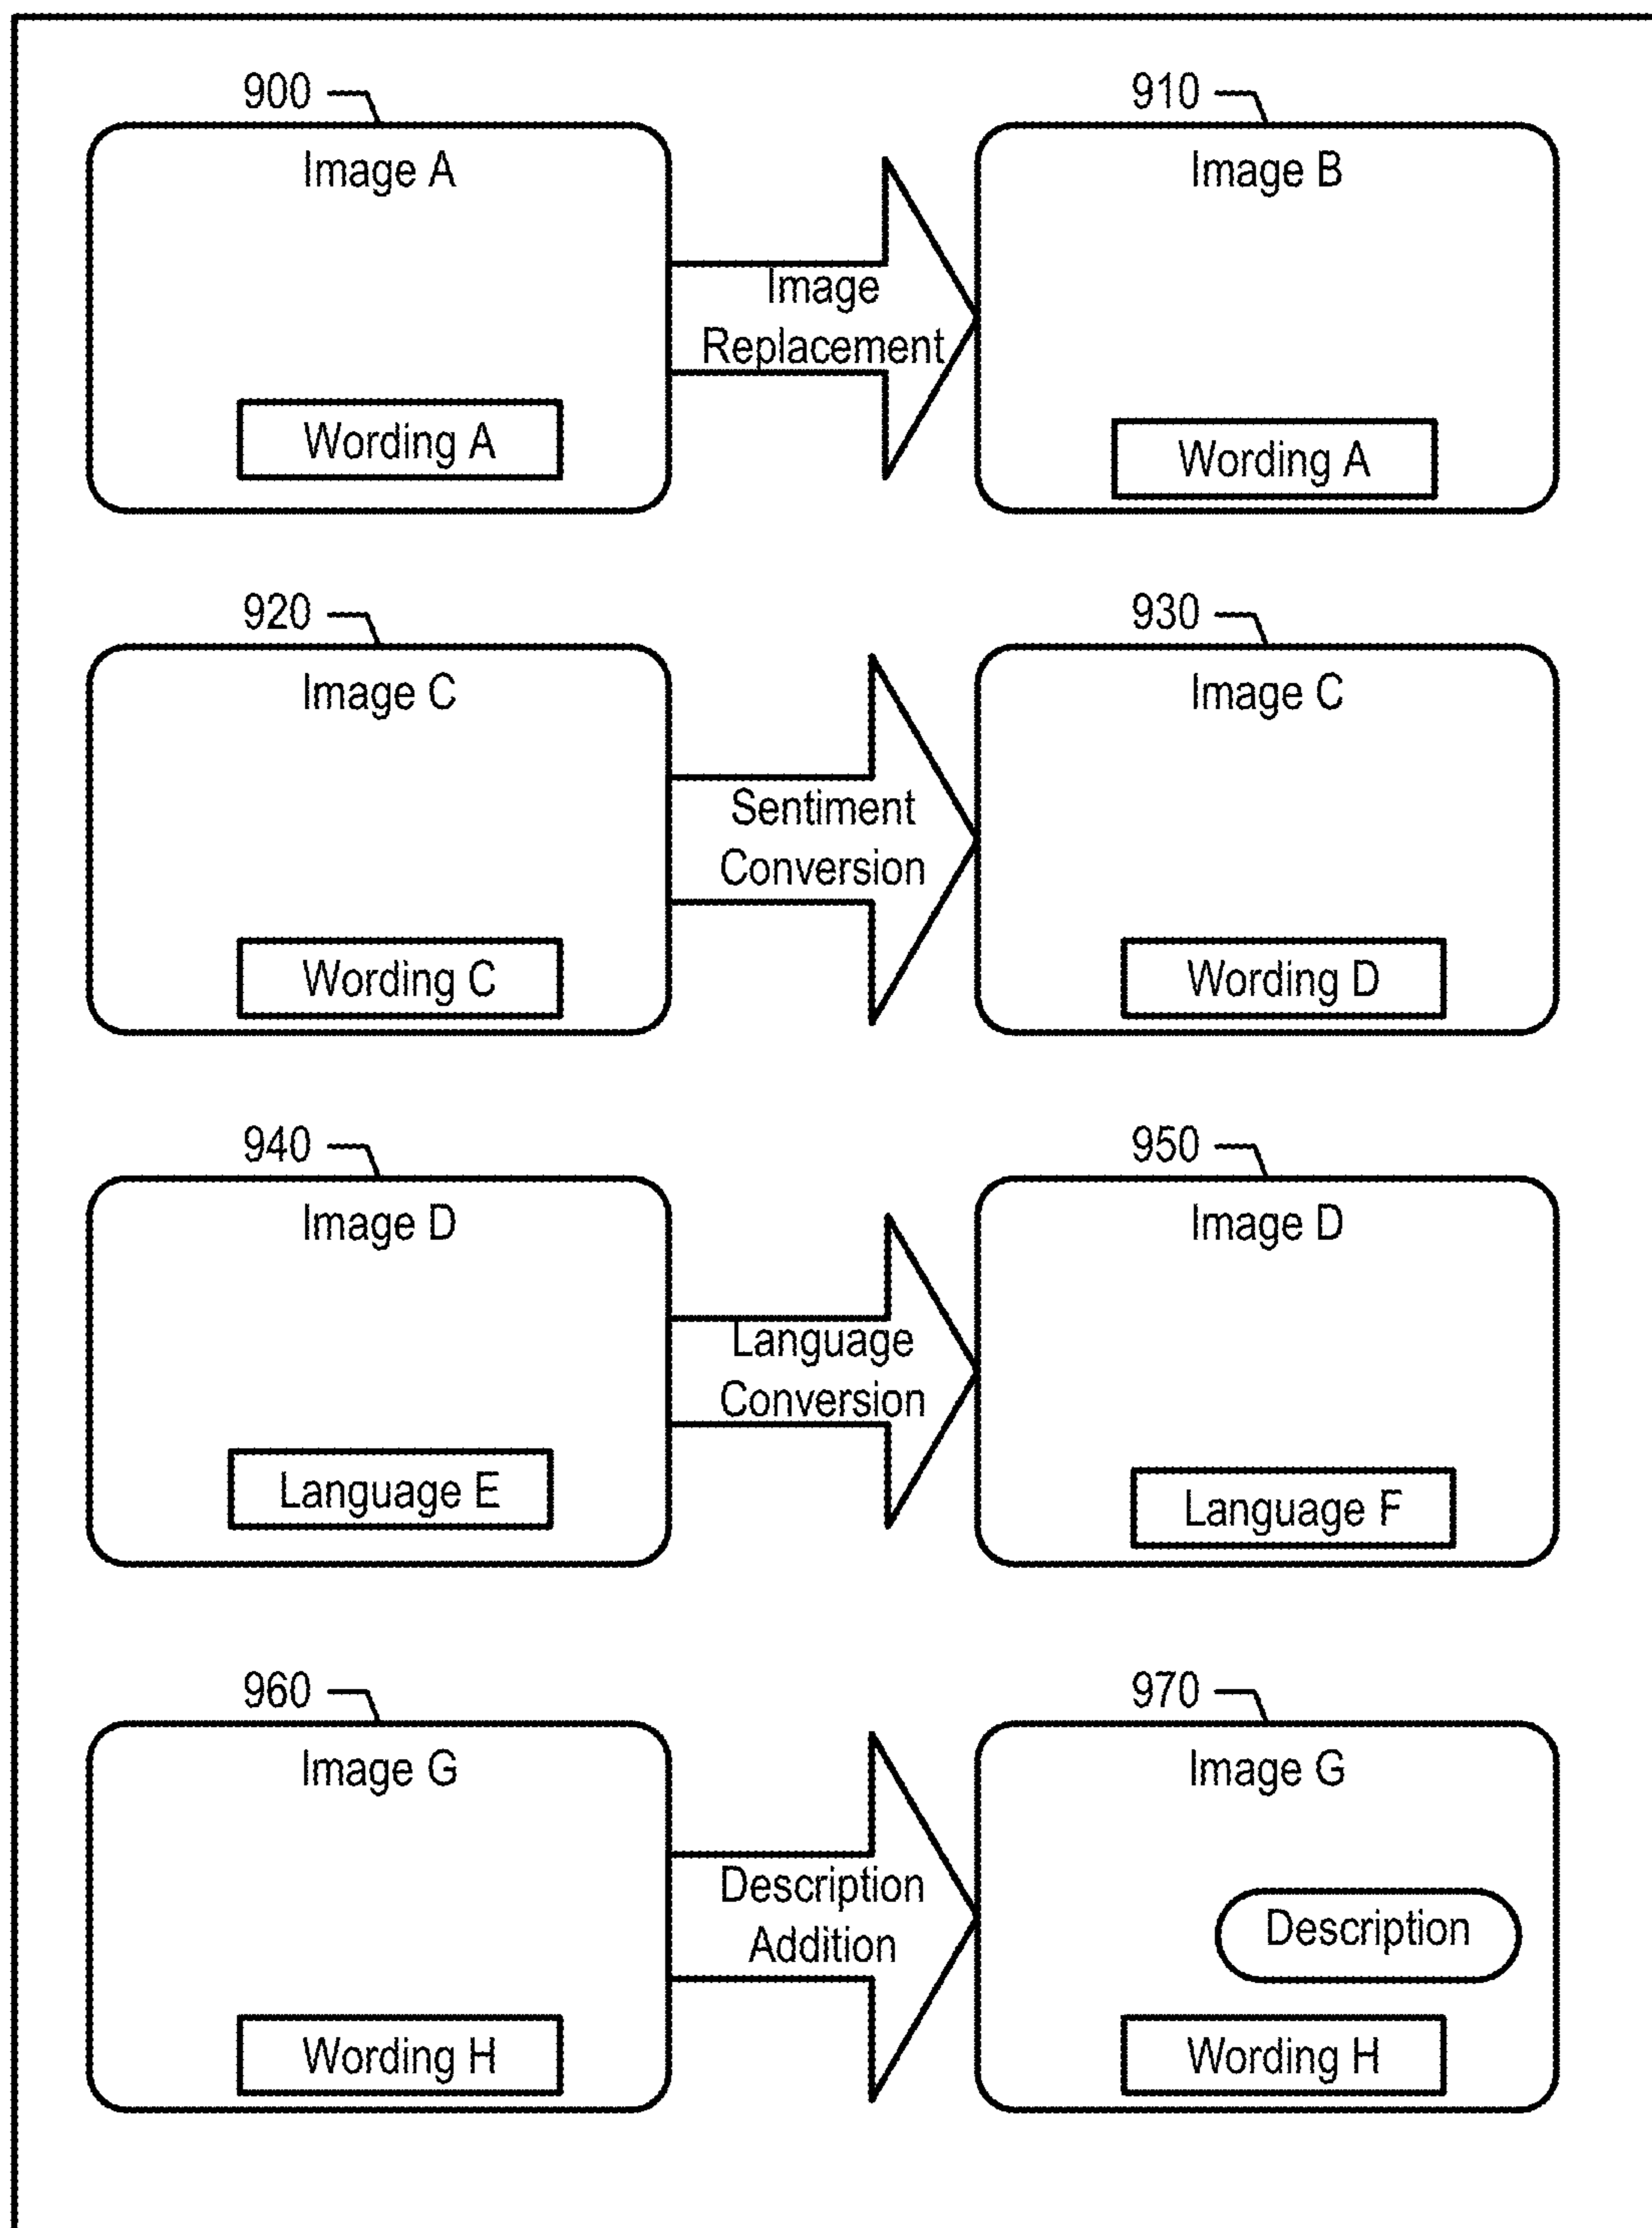 900
910
Image A
Image B
Image
Replacement
Wording A
Wording A
920
930
Image C
Image C
Sentiment
Conversion
Wording C
Wording D
940
950
Image D
Image D
Language
Conversion
Language E
Language F
960
970
Image G
Image G
Description
Addition
Description
Wording H
Wording H